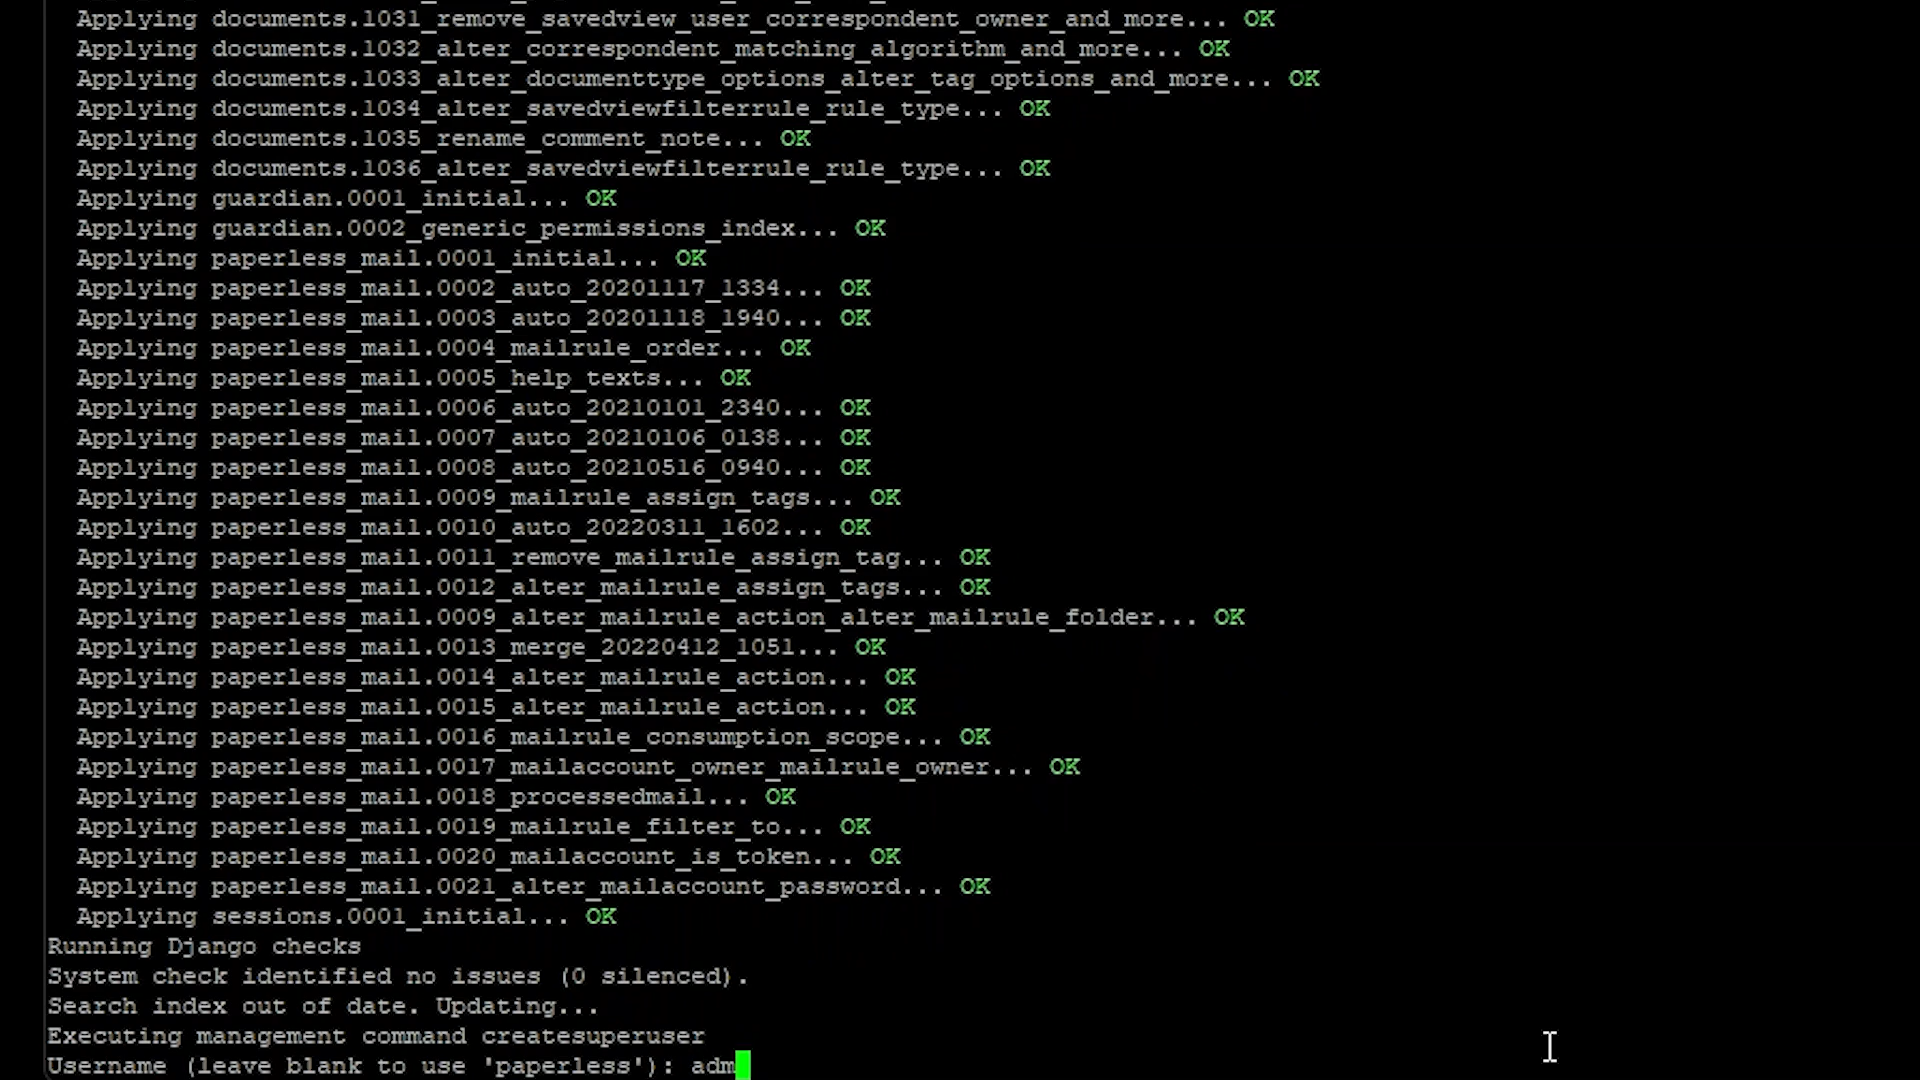 Applying documents.1031_remove_savedview_user_correspondent_owner_and_more... OK
Applying documents.1032_alter_correspondent_matching_algorithm_and_more... OK
Applying documents.1033_alter_documenttype_options_alter_tag_options_and_more... OK
Applying documents.1034_alter_savedviewfilterrule_rule_type... OK
Applying documents.1035_rename_comment_note... OK
Applying documents.1036_alter_savedviewfilterrule_rule_type... OK
Applying guardian.0001_initial... OK
Applying guardian.0002_generic_permissions_index... OK
Applying paperless_mail.0001_initial... OK
Applying paperless_mail.0002_auto_20201117_1334... OK
Applying paperless_mail.0003_auto_20201118_1940... OK
Applying paperless_mail.0004_mailrule_order... OK
Applying paperless_mail.0005_help_texts... OK
Applying paperless_mail.0006_auto_20210101_2340... OK
Applying paperless_mail.0007_auto_20210106_0138... OK
Applying paperless_mail.0008_auto_20210516_0940... OK
Applying paperless_mail.0009_mailrule_assign_tags... OK
Applying paperless_mail.0010_auto_20220311_1602... OK
Applying paperless_mail.0011_remove_mailrule_assign_tag... OK
Applying paperless_mail.0012_alter_mailrule_assign_tags... OK
Applying paperless_mail.0009_alter_mailrule_action_alter_mailrule_folder... OK
Applying paperless_mail.0013_merge_20220412_1051... OK
Applying paperless_mail.0014_alter_mailrule_action... OK
Applying paperless_mail.0015_alter_mailrule_action... OK
Applying paperless_mail.0016_mailrule_consumption_scope... OK
Applying paperless_mail.0017_mailaccount_owner_mailrule_owner... OK
Applying paperless_mail.0018_processedmail... OK
Applying paperless_mail.0019_mailrule_filter_to... OK
Applying paperless_mail.0020_mailaccount_is_token... OK
Applying paperless_mail.0021_alter_mailaccount_password... OK
Applying sessions.0001_initial... OK
Running Django checks
System check identified no issues (0 silenced).
Search index out of date. Updating...
Executing management command createsuperuser
Username (leave blank to use 'paperless'): adm